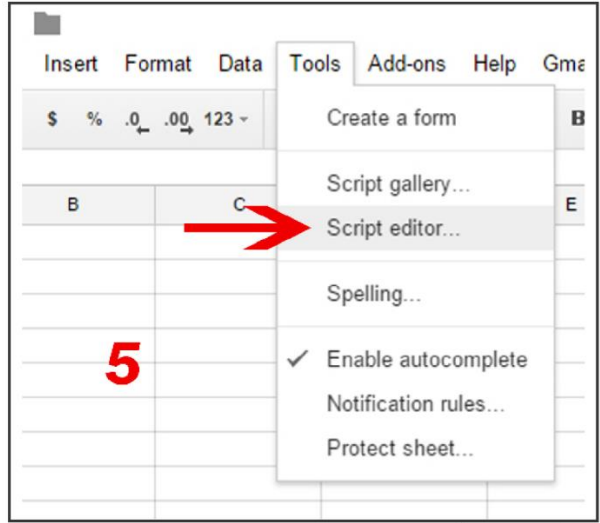 Insert Format Data Tools Add-ons Help Gma
$ % .0 .00 123 B
Create a form
Script gallery...
B C E
Script editor...
Spelling...
5
Enable autocomplete
Notification rules...
Protect sheet...